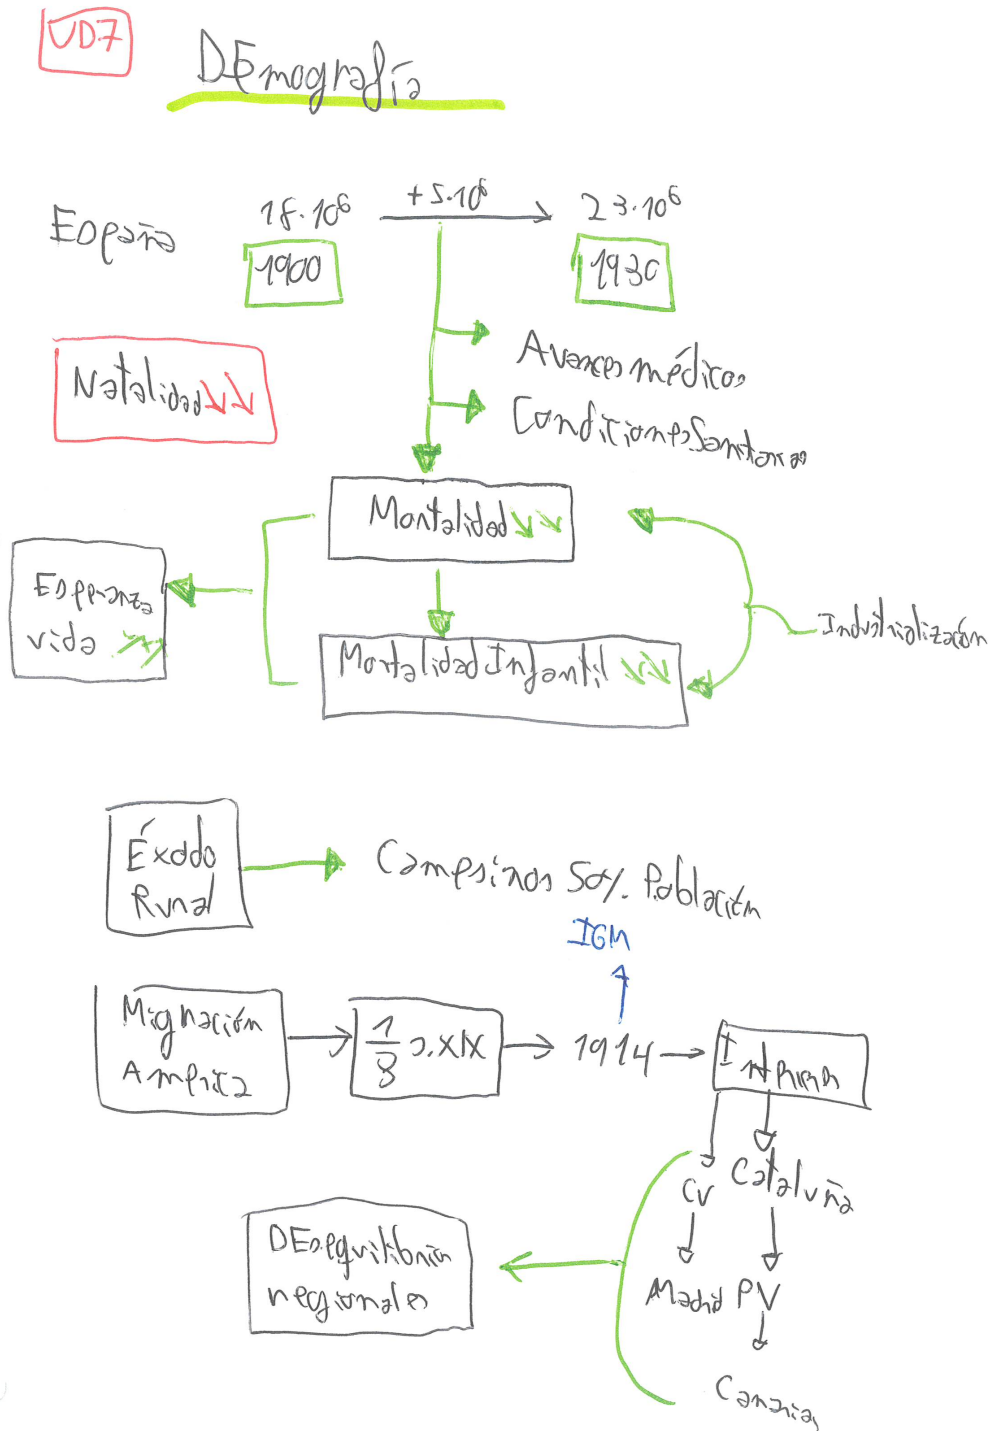 UD7
DEmografía
España 18·10⁶ +5·10⁶ 23·10⁶
1900 1930
Natalidad ↓↓
Avances médicos
Condiciones Sanitarias
Mortalidad ↓↓
Esperanza
vida ↗↗
Industrialización
Mortalidad Infantil ↓↓
Éxodo
Rural
Campesinos 50% Población
IGM
Migración
America
1/3 s.XIX
1914
Interior
CV Cataluña
DEsequilibrios
regionales
Madrid PV
Canarias